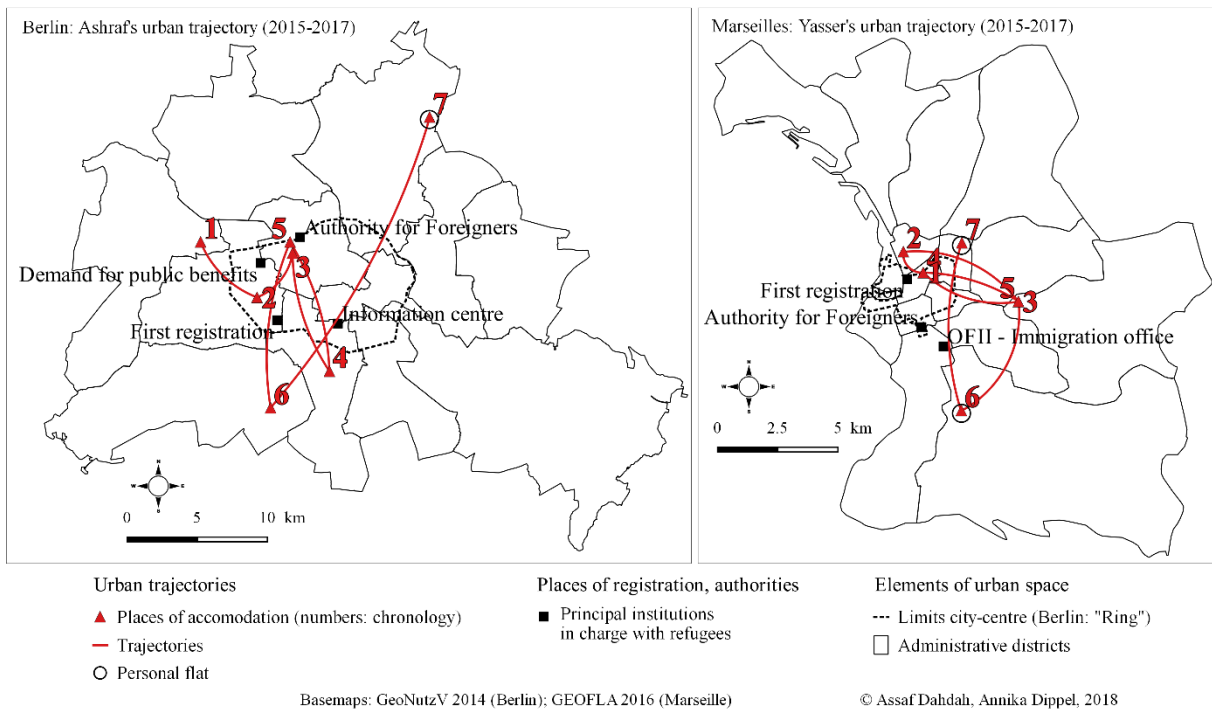 Berlin: Ashraf's urban trajectory (2015-2017)
7
1
5
Authority for Foreigners
3
Demand for public benefits
2
Information centre
First registration
4
6
N
W E
S
0 5 10 km
Marseilles: Yasser's urban trajectory (2015-2017)
2
7
4
1
First registration
5
3
Authority for Foreigners
OFII - Immigration office
6
N
W E
S
0 2.5 5 km
Urban trajectories
Places of accomodation (numbers: chronology)
Trajectories
Personal flat
Places of registration, authorities
Principal institutions
in charge with refugees
Elements of urban space
Limits city-centre (Berlin: "Ring")
Administrative districts
Basemaps: GeoNutzV 2014 (Berlin); GEOFLA 2016 (Marseille)
© Assaf Dahdah, Annika Dippel, 2018